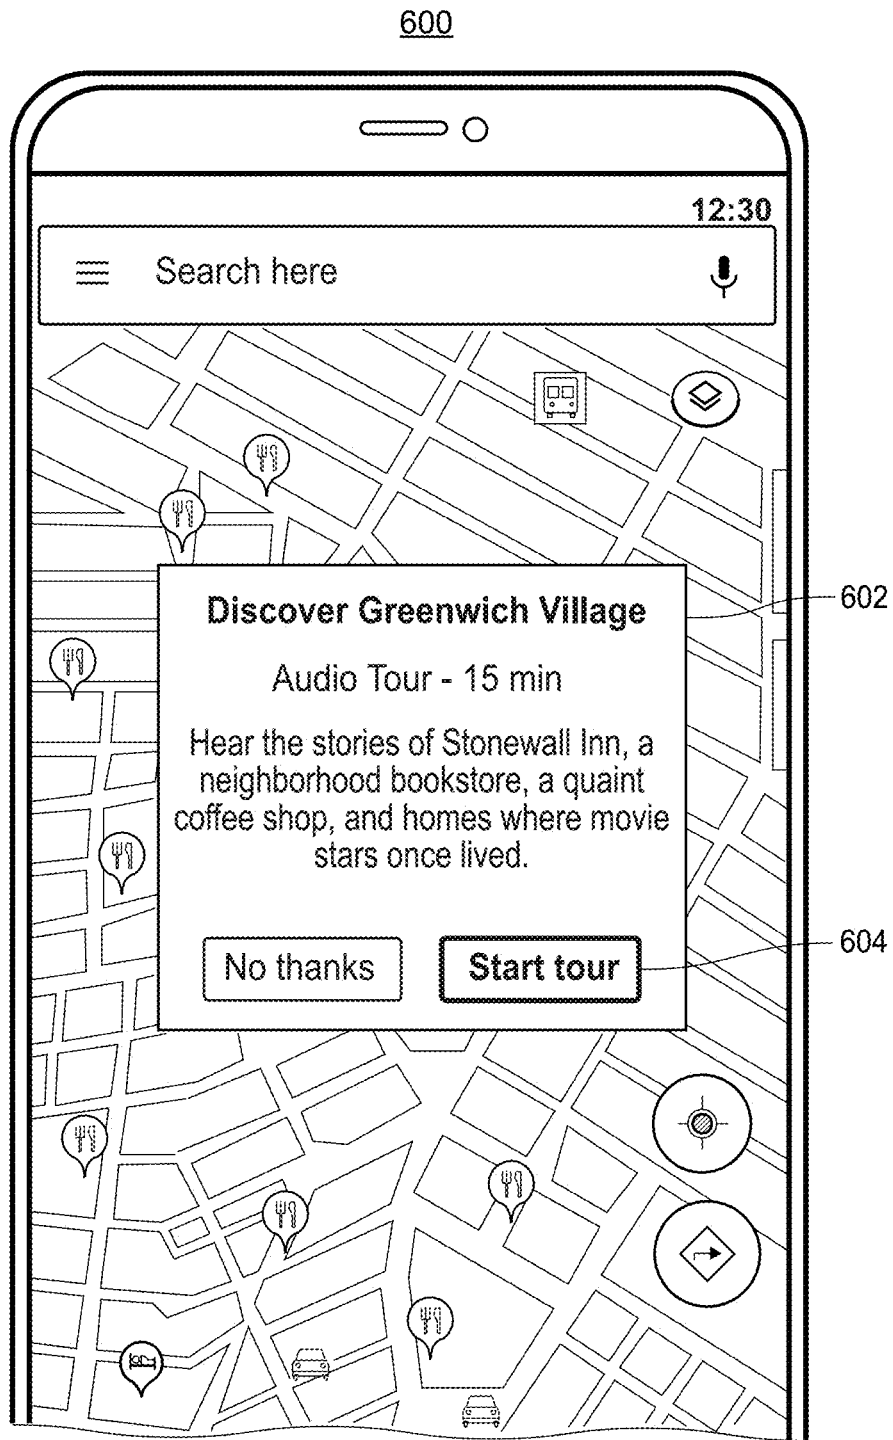 600
12:30
Search here
Discover Greenwich Village
602
Audio Tour - 15 min
Hear the stories of Stonewall Inn, a
neighborhood bookstore, a quaint
coffee shop, and homes where movie
stars once lived.
604
No thanks
Start tour